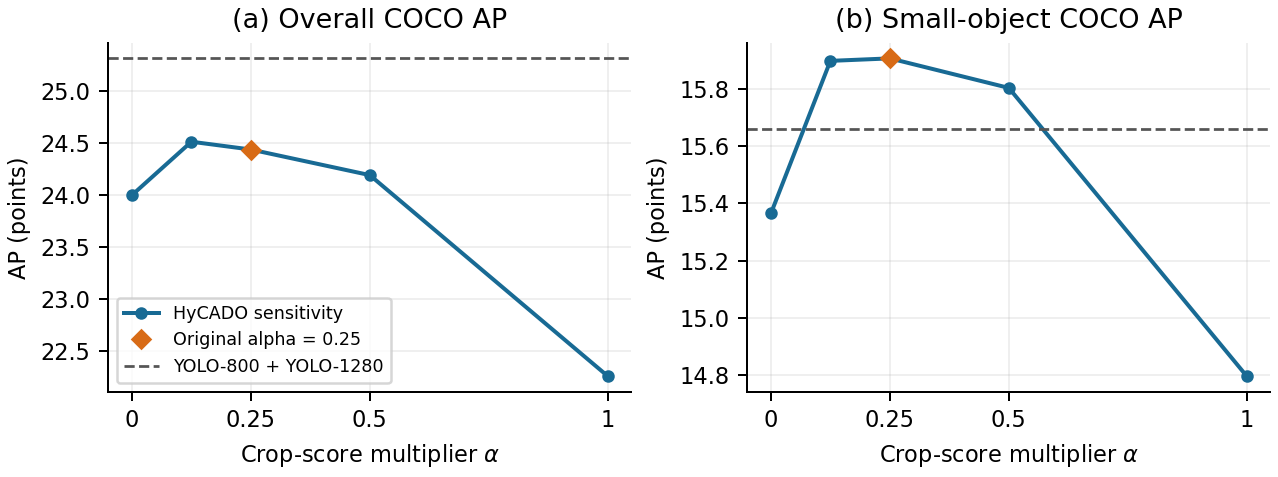 (a) Overall COCO AP
AP (points)
25.0
24.5
24.0
23.5
23.0
22.5
HyCADO sensitivity
Original alpha = 0.25
YOLO-800 + YOLO-1280
0 0.25 0.5 1
Crop-score multiplier α
(b) Small-object COCO AP
AP (points)
15.8
15.6
15.4
15.2
15.0
14.8
0 0.25 0.5 1
Crop-score multiplier α